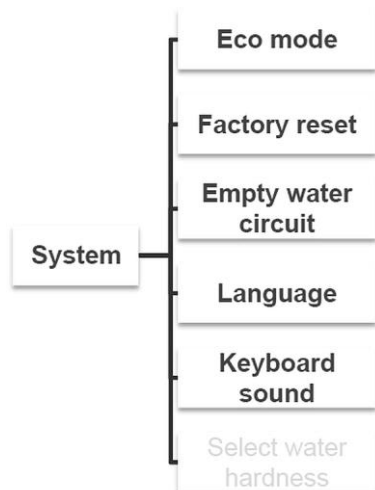 Eco mode
Factory reset
Empty water
circuit
System
Language
Keyboard
sound
Select water
hardness